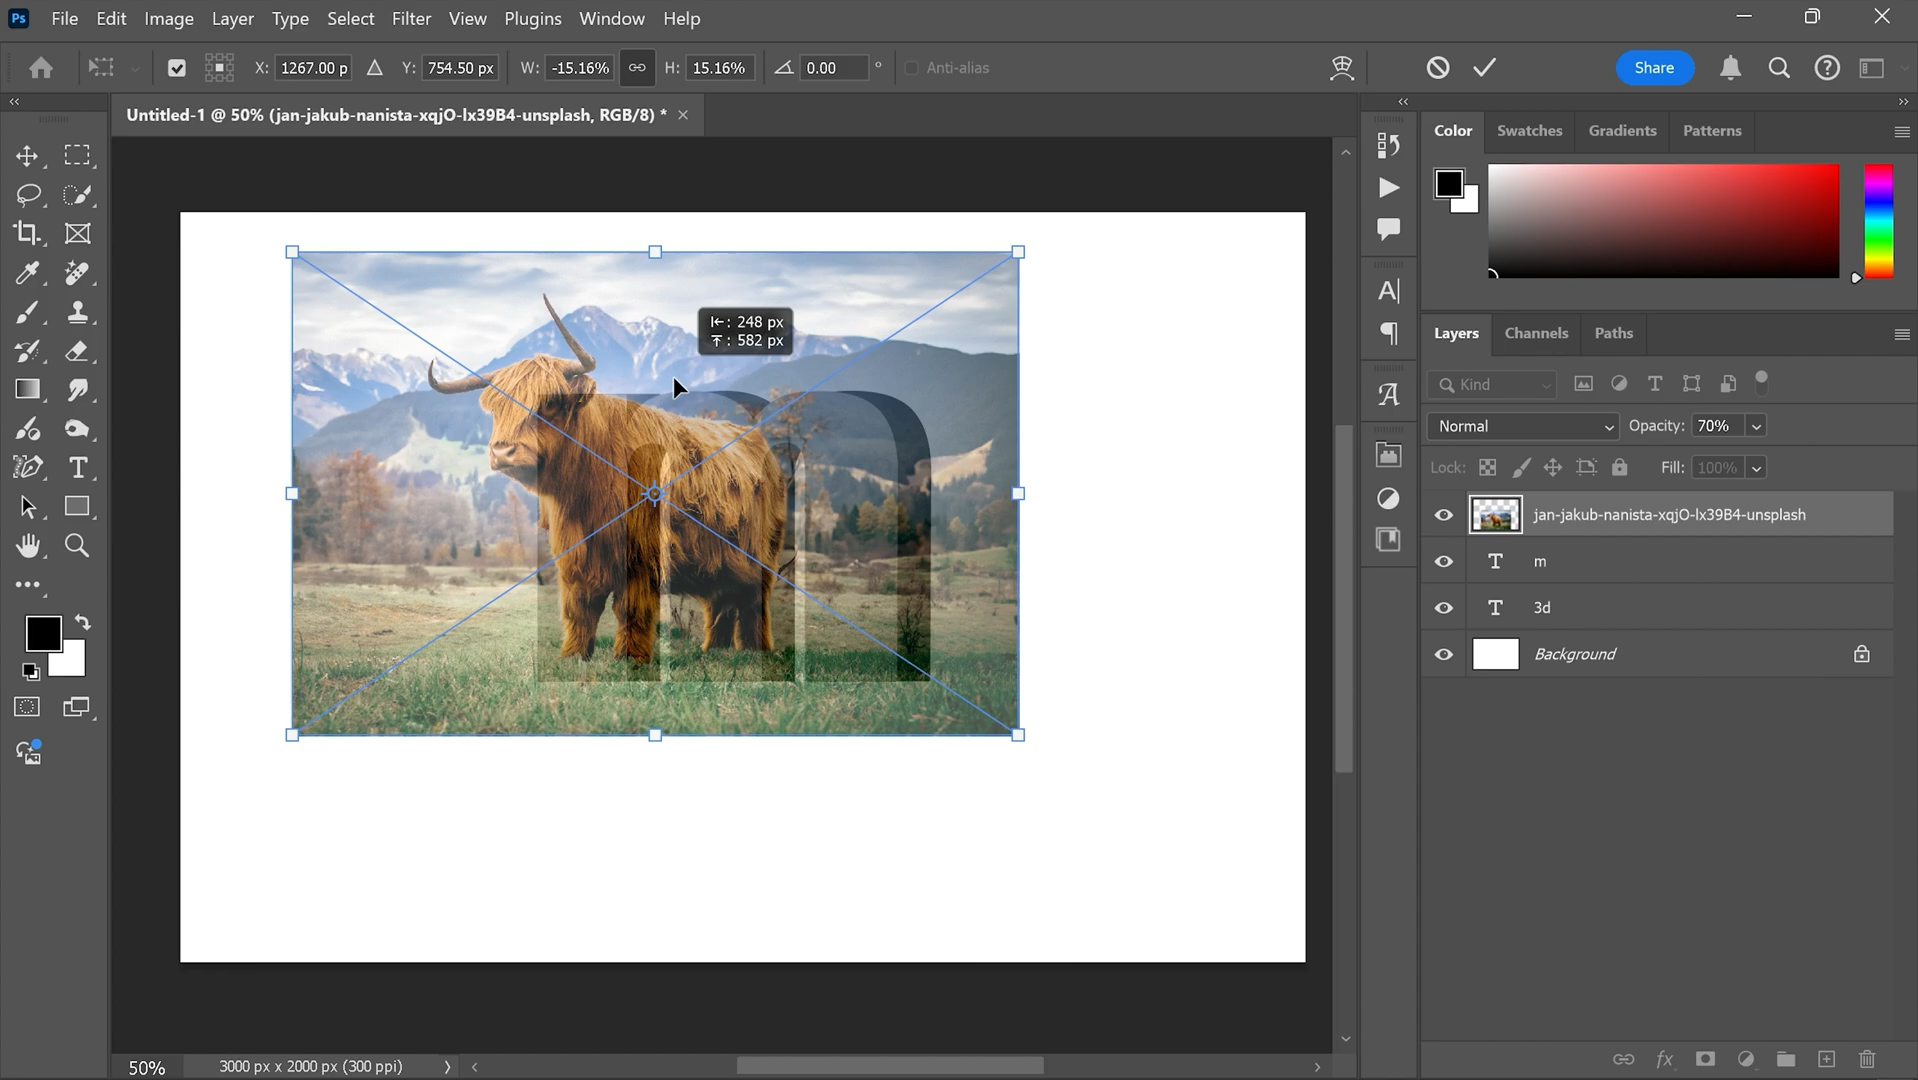 Ps File Edit Image Layer Type Select Filter View Plugins Window Help
X: 1267.00 p Y: 754.50 px W: -15.16% H: 15.16% 0.00 ° Anti-alias Share
Untitled-1 @ 50% (jan-jakub-nanista-xqjO-lx39B4-unsplash, RGB/8) *
Color Swatches Gradients Patterns
248 px
582 px
m
Layers Channels Paths
Kind
Normal Opacity: 70%
Lock: Fill: 100%
jan-jakub-nanista-xqjO-lx39B4-unsplash
T m
T 3d
Background
50% 3000 px x 2000 px (300 ppi)